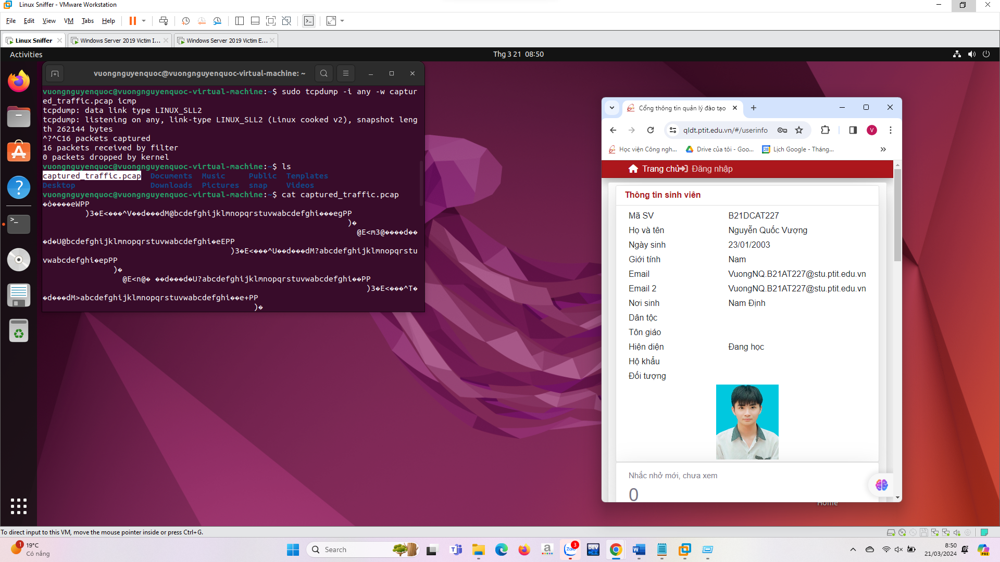 Linux Sniffer - VMware Workstation
File Edit View VM Tabs Help
Linux Sniffer
Windows Server 2019 Victim I...
Windows Server 2019 Victim E...
Activities
Thg 3 21 08:50
vuongnguyenquoc@vuongnguyenquoc-virtual-machine: ~
vuongnguyenquoc@vuongnguyenquoc-virtual-machine:~$ sudo tcpdump -i any -w captur
ed_traffic.pcap icmp
tcpdump: data link type LINUX_SLL2
tcpdump: listening on any, link-type LINUX_SLL2 (Linux cooked v2), snapshot leng
th 262144 bytes
^?^C16 packets captured
16 packets received by filter
0 packets dropped by kernel
vuongnguyenquoc@vuongnguyenquoc-virtual-machine:~$ ls
captured_traffic.pcap Documents Music Public Templates
Desktop Downloads Pictures snap Videos
vuongnguyenquoc@vuongnguyenquoc-virtual-machine:~$ cat captured_traffic.pcap
�ò����eWPP
)3�E<���^V��d���dM@bcdefghijklmnopqrstuvwabcdefghi���egPP
)�
@E<m3@����d��
�d�U@bcdefghijklmnopqrstuvwabcdefghi�eEPP
)3�E<���^U��d���dM?abcdefghijklmnopqrstu
vwabcdefghi�epPP
)�
@E<n@� ��d���d�U?abcdefghijklmnopqrstuvwabcdefghi��PP
)3�E<���^T�
�d���dM>abcdefghijklmnopqrstuvwabcdefghi��e+PP
)�
Cổng thông tin quản lý đào tạo
qldt.ptit.edu.vn/#/userinfo
V
Học viện Công ngh...
Drive của tôi - Goo...
28
Lịch Google - Tháng...
Trang chủ
Đăng nhập
Thông tin sinh viên
Mã SV B21DCAT227
Họ và tên Nguyễn Quốc Vượng
Ngày sinh 23/01/2003
Giới tính Nam
Email VuongNQ.B21AT227@stu.ptit.edu.vn
Email 2 VuongNQ.B21AT227@stu.ptit.edu.vn
Nơi sinh Nam Định
Dân tộc
Tôn giáo
Hiện diện Đang học
Hộ khẩu
Đối tượng
Nhắc nhở mới, chưa xem
0
Home
To direct input to this VM, move the mouse pointer inside or press Ctrl+G.
1
19°C
Có nắng
Search
a
Zalo
3
DEV
8:50
21/03/2024
PRE